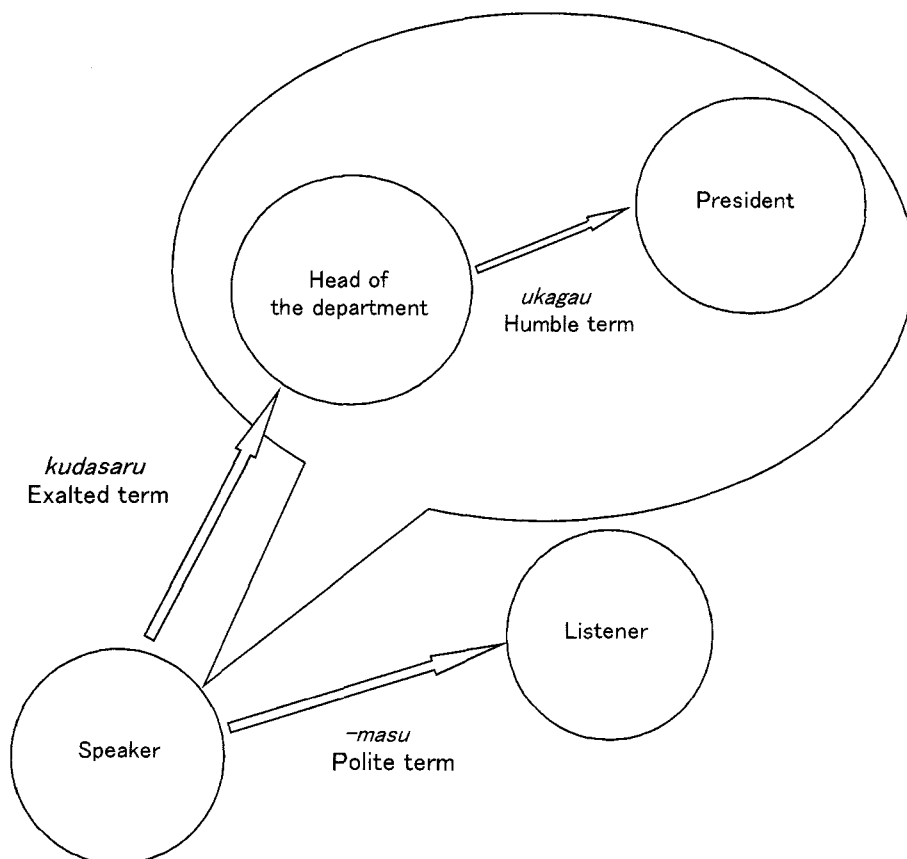 President
Head of
the department
ukagau
Humble term
kudasaru
Exalted term
Listener
Speaker
-masu
Polite term